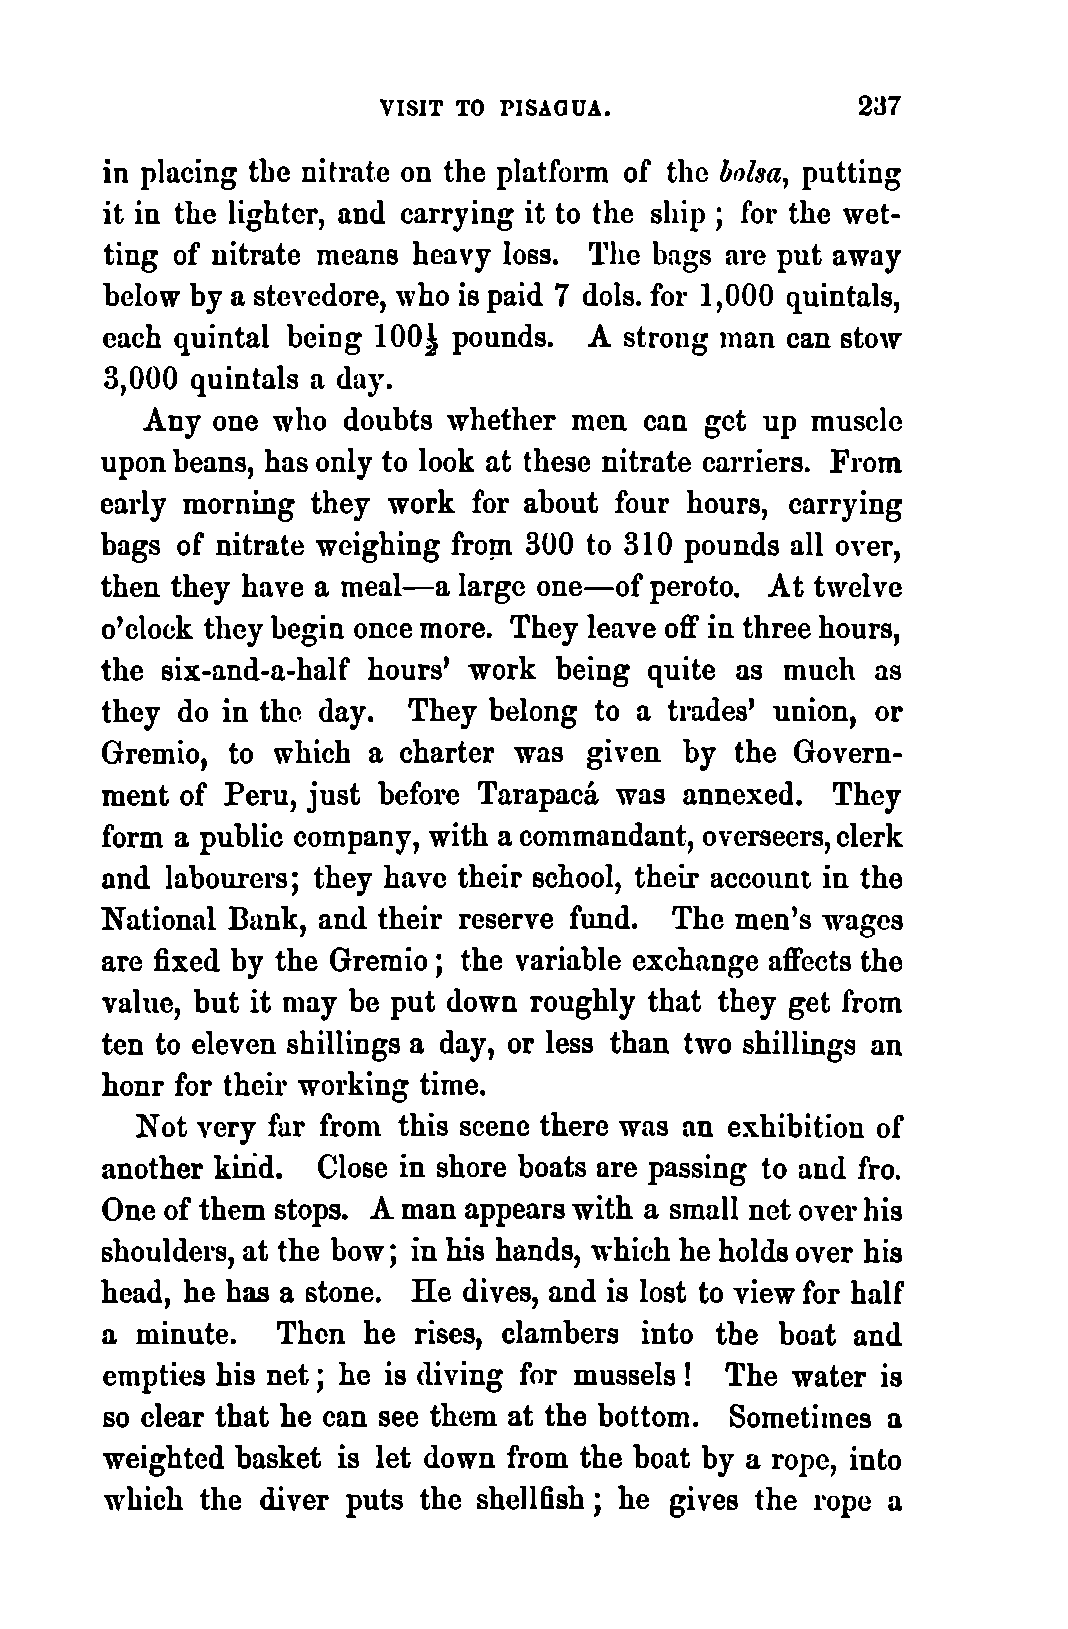 VISIT TO PISAGUA. 237
in placing the nitrate on the platform of the bolsa, putting
it in the lighter, and carrying it to the ship ; for the wet-
ting of nitrate means heavy loss. The bags are put away
below by a stevedore, who is paid 7 dols. for 1,000 quintals,
each quintal being 100½ pounds. A strong man can stow
3,000 quintals a day.
Any one who doubts whether men can get up muscle
upon beans, has only to look at these nitrate carriers. From
early morning they work for about four hours, carrying
bags of nitrate weighing from 300 to 310 pounds all over,
then they have a meal—a large one—of peroto. At twelve
o'clock they begin once more. They leave off in three hours,
the six-and-a-half hours' work being quite as much as
they do in the day. They belong to a trades' union, or
Gremio, to which a charter was given by the Govern-
ment of Peru, just before Tarapacá was annexed. They
form a public company, with a commandant, overseers, clerk
and labourers; they have their school, their account in the
National Bank, and their reserve fund. The men's wages
are fixed by the Gremio ; the variable exchange affects the
value, but it may be put down roughly that they get from
ten to eleven shillings a day, or less than two shillings an
honr for their working time.
Not very far from this scene there was an exhibition of
another kind. Close in shore boats are passing to and fro.
One of them stops. A man appears with a small net over his
shoulders, at the bow; in his hands, which he holds over his
head, he has a stone. He dives, and is lost to view for half
a minute. Then he rises, clambers into the boat and
empties his net ; he is diving for mussels ! The water is
so clear that he can see them at the bottom. Sometimes a
weighted basket is let down from the boat by a rope, into
which the diver puts the shellfish ; he gives the rope a